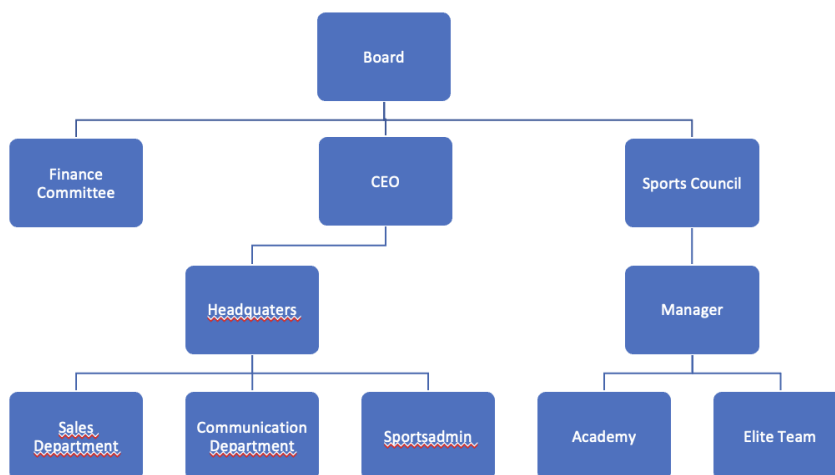 Board
Finance
Committee
CEO
Sports Council
Headquaters
Manager
Sales
Department
Communication
Department
Sportsadmin
Academy
Elite Team